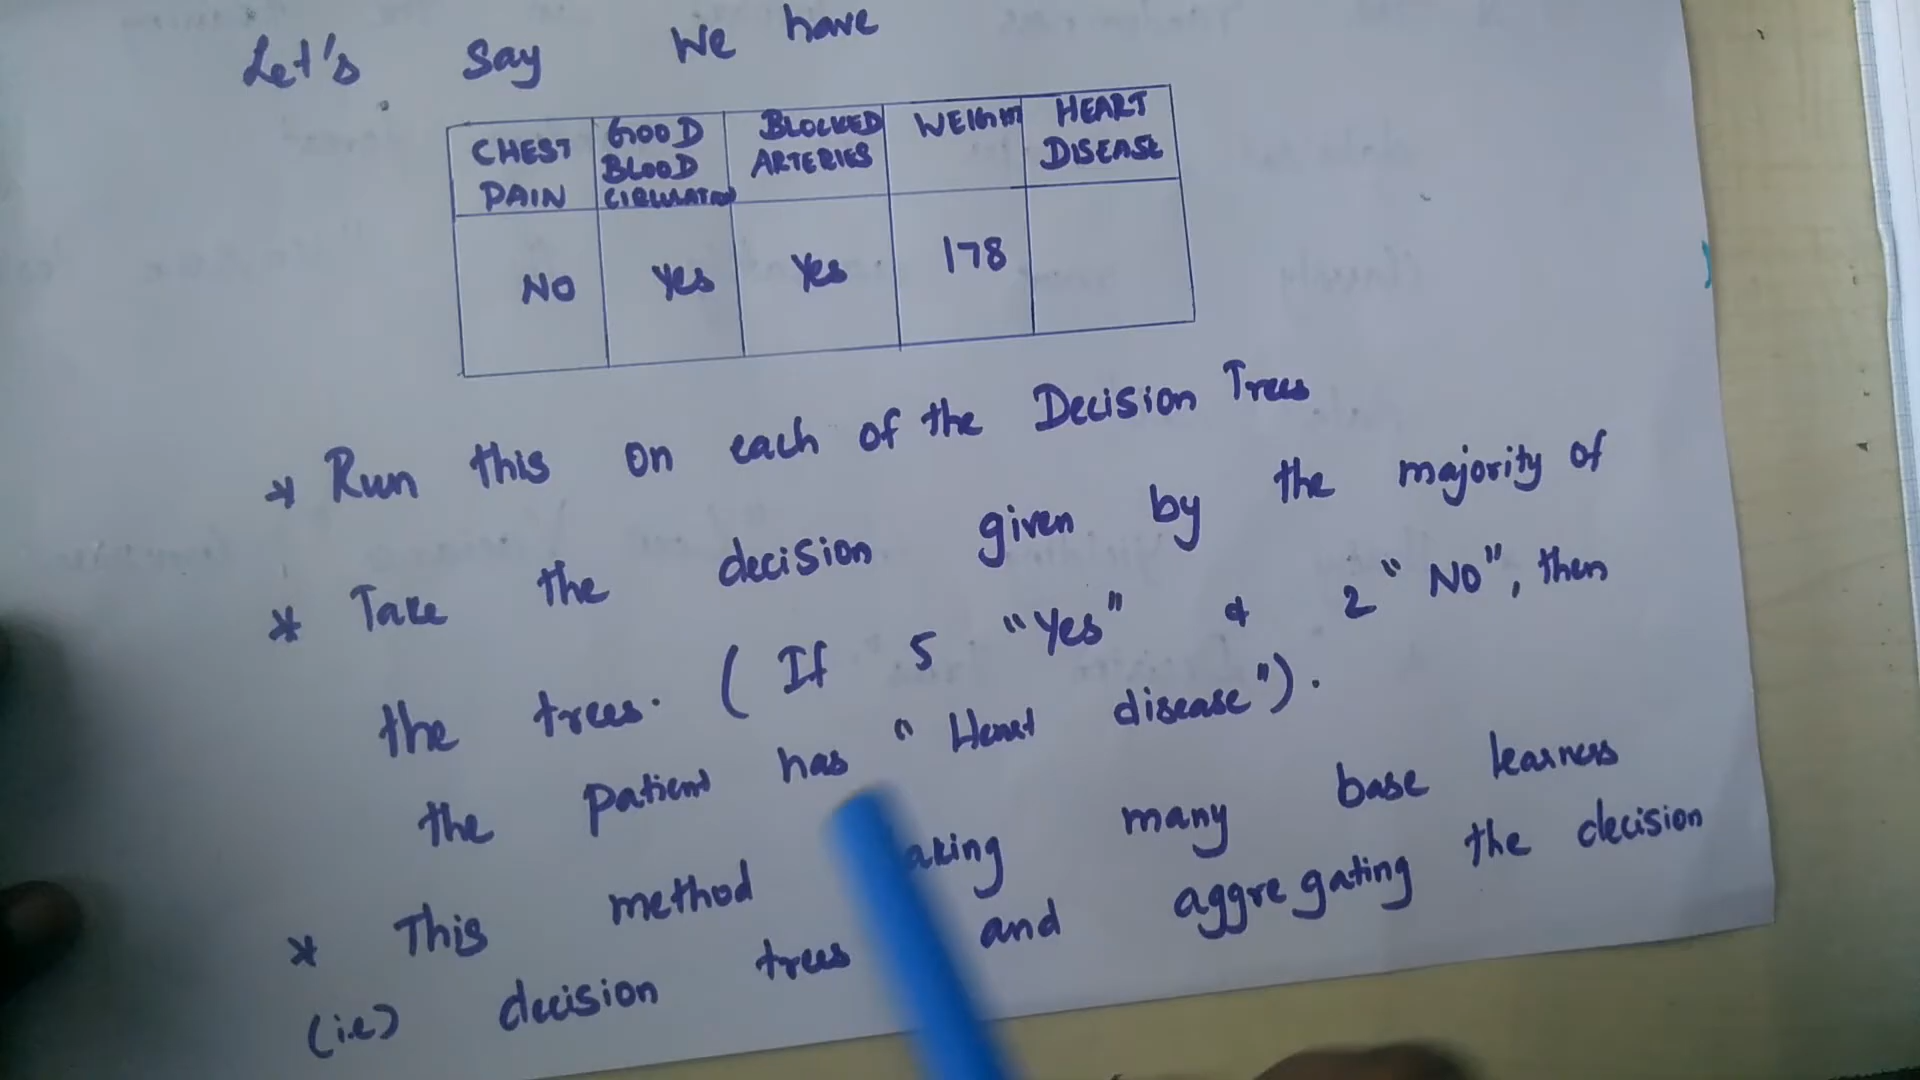 Let's say We have
CHEST PAIN GOOD BLOOD CIRCULATION BLOCKED ARTERIES WEIGHT HEART DISEASE
NO Yes Yes 178
* Run this on each of the Decision Trees
* Take the decision given by the majority of
the trees. (If 5 "Yes" & 2 "NO", then
the patient has "Heart disease").
* This method many base learners
(i.e) decision trees and aggregating the decision